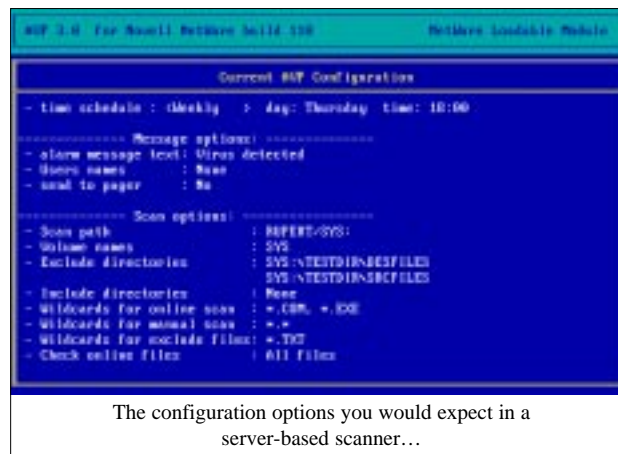 AVP 3.0 for Novell NetWare build 110 NetWare Loadable Module
Current AVP Configuration
- time schedule : <Weekly > day: Thursday time: 18:00
-------------- Message options: --------------
- alarm message text: Virus detected
- Users names : None
- send to pager : No
-------------- Scan options: -----------------
- Scan path : RUPERT/SYS:
- Volume names : SYS
- Exclude directories : SYS:\TESTDIR\DESFILES
SYS:\TESTDIR\SRCFILES
- Include directories : None
- Wildcards for online scan : *.COM, *.EXE
- Wildcards for manual scan : *.*
- Wildcards for exclude files: *.TXT
- Check online files : All files
The configuration options you would expect in a
server-based scanner…